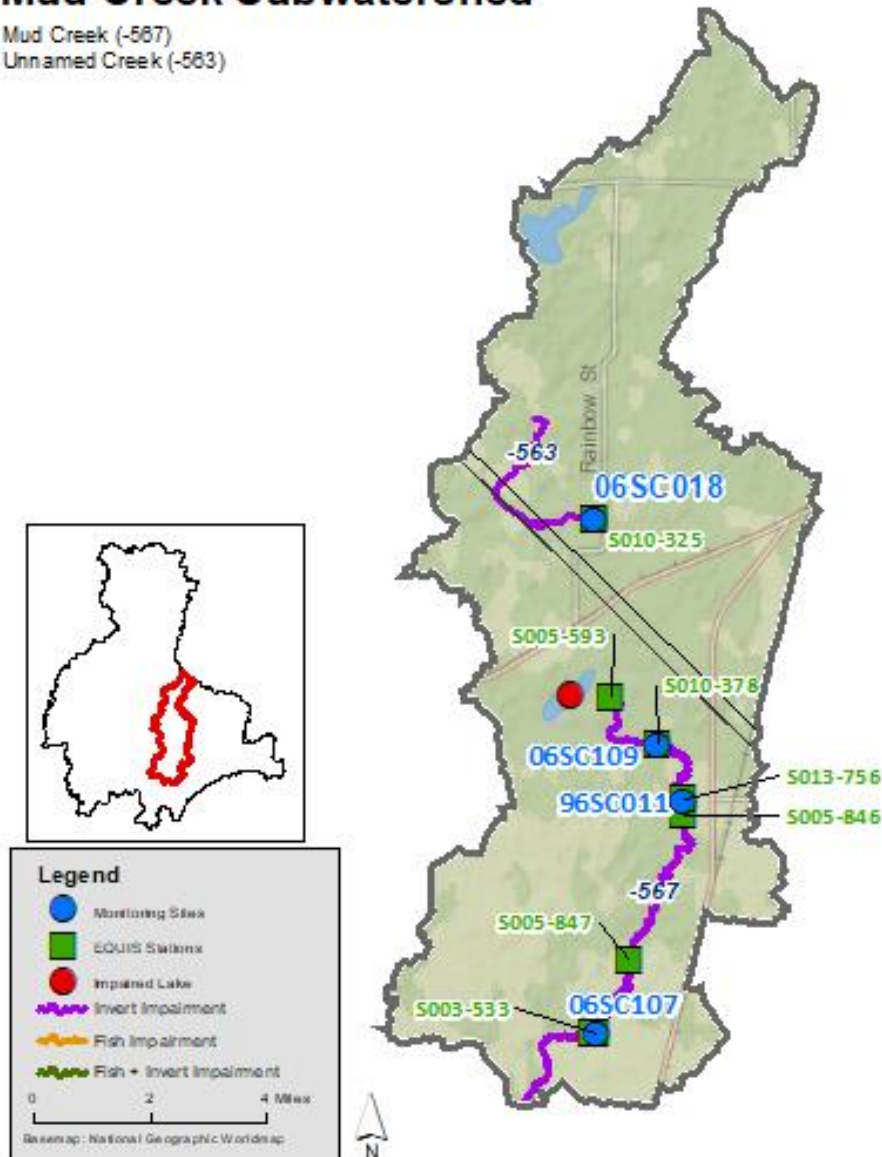 Mud Creek Subwatershed
Mud Creek (-567)
Unnamed Creek (-563)
Rainbow St
-563
06SC018
S010-325
S005-593
S010-378
06SC109
S013-756
96SC011
S005-846
-567
S005-847
06SC107
S003-533
Legend
Monitoring Sites
EQUIS Stations
Impaired Lake
Invert Impairment
Fish Impairment
Fish + Invert Impairment
0 2 4 Miles
Basemap: National Geographic Worldmap
N